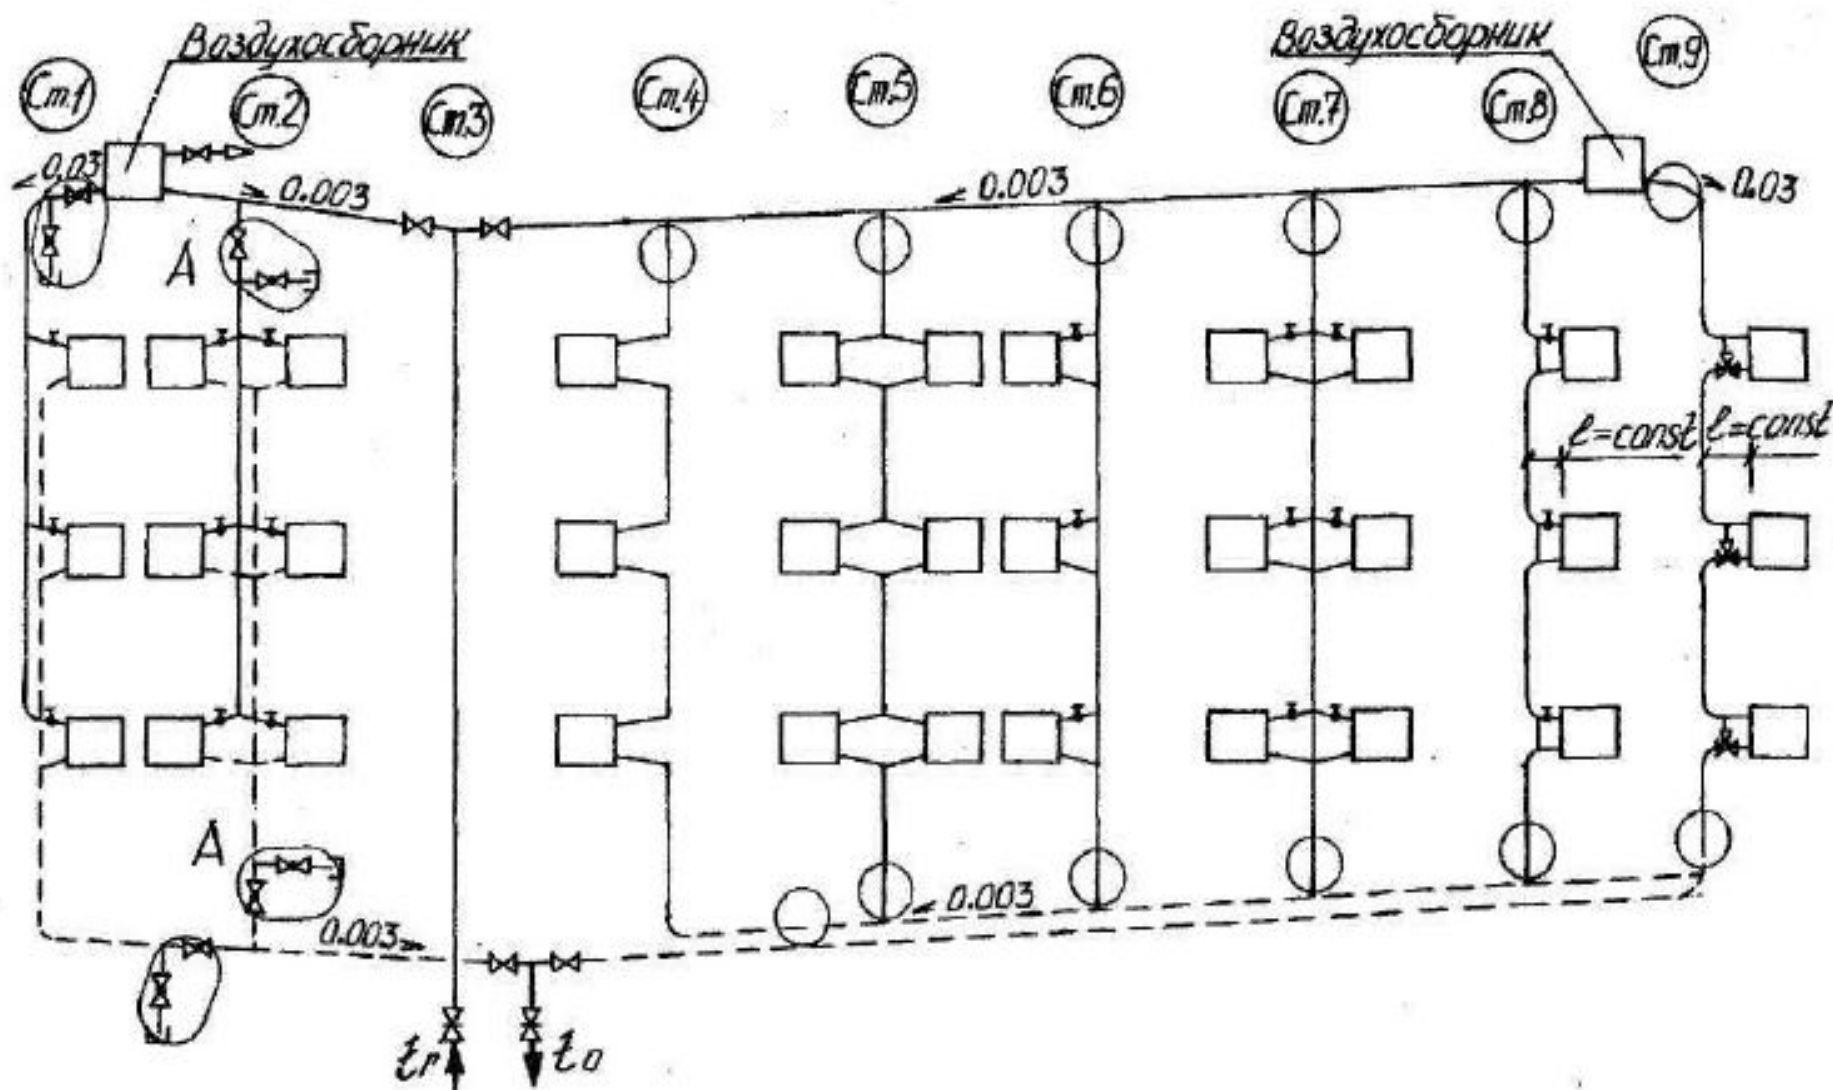 Воздухосборник
Воздухосборник
Ст.1
Ст.2
Ст.3
Ст.4
Ст.5
Ст.6
Ст.7
Ст.8
Ст.9
0.03
0.003
0.003
0.03
А
l=const
l=const
А
0.003
0.003
tг
tо